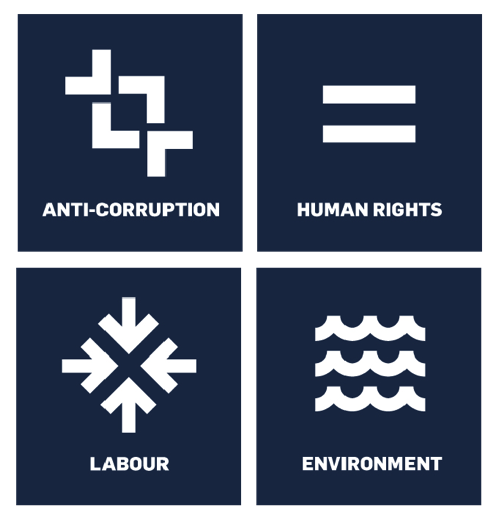 ANTI-CORRUPTION
HUMAN RIGHTS
LABOUR
ENVIRONMENT